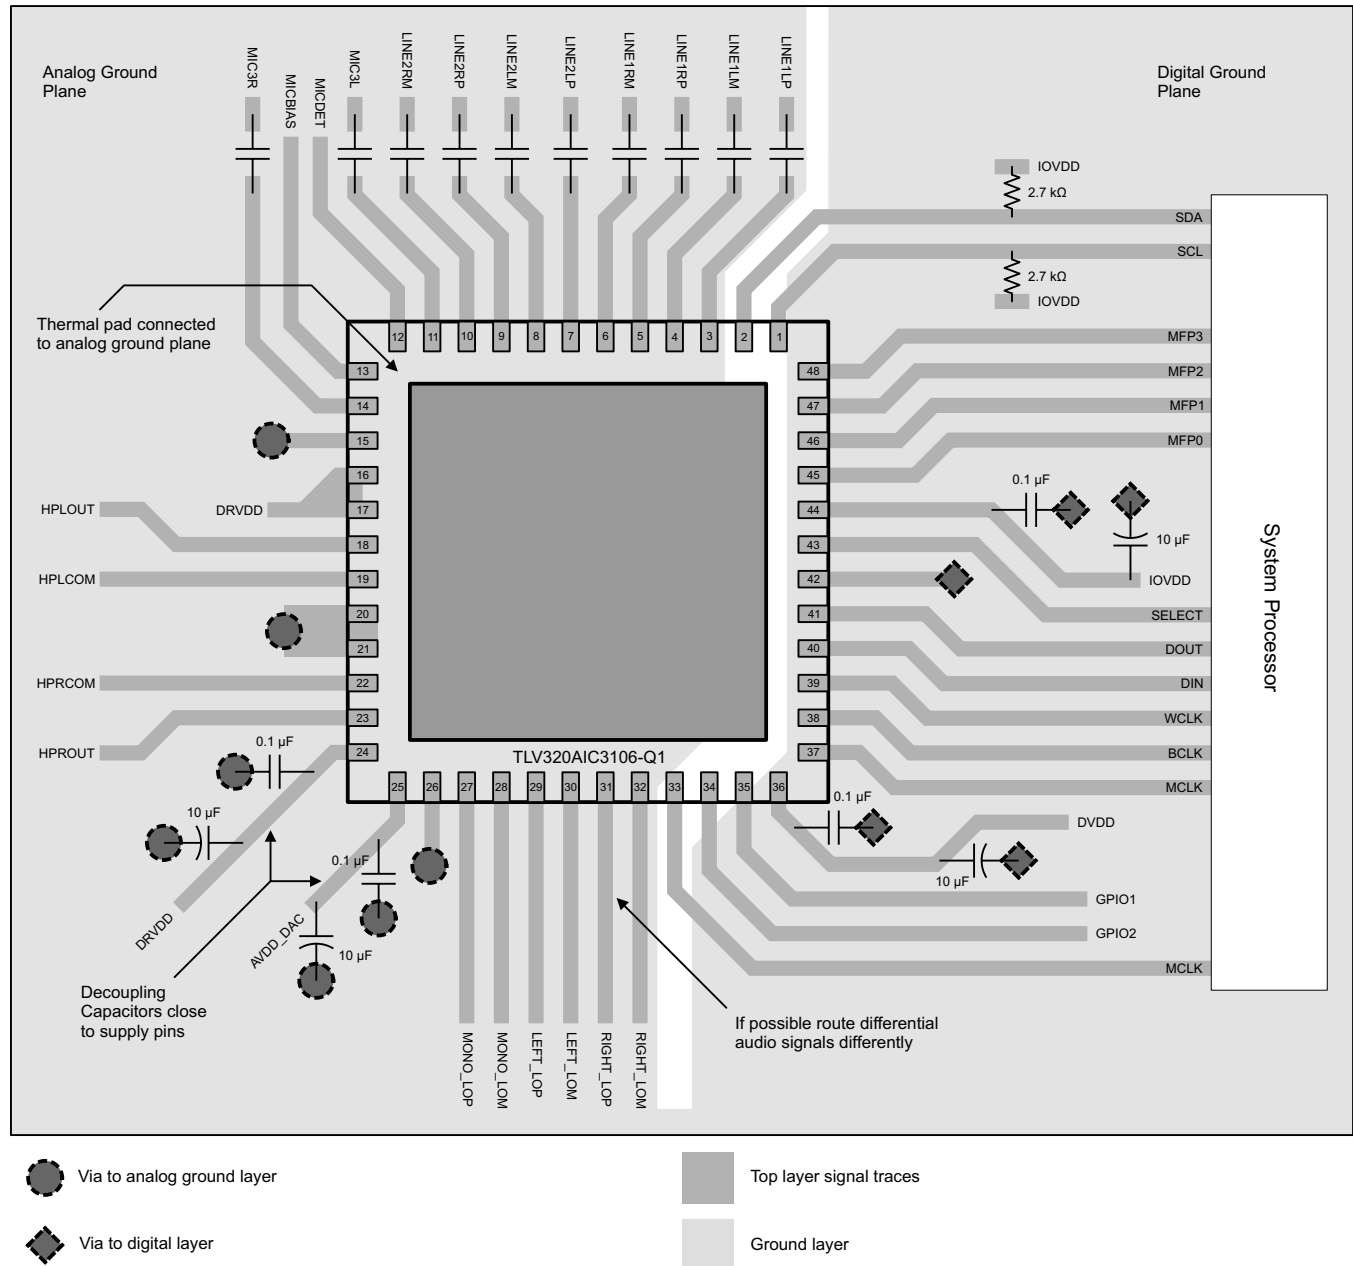 Analog Ground
Plane
MIC3R
MICBIAS
MICDET
MIC3L
LINE2RM
LINE2RP
LINE2LM
LINE2LP
LINE1RM
LINE1RP
LINE1LM
LINE1LP
Digital Ground
Plane
IOVDD
2.7 kΩ
SDA
SCL
2.7 kΩ
IOVDD
Thermal pad connected
to analog ground plane
12
11
10
9
8
7
6
5
4
3
2
1
MFP3
MFP2
MFP1
MFP0
13
14
15
16
17
18
19
20
21
22
23
24
48
47
46
45
44
43
42
41
40
39
38
37
HPLOUT
DRVDD
HPLCOM
HPRCOM
HPROUT
0.1 µF
10 µF
IOVDD
SELECT
DOUT
DIN
WCLK
BCLK
MCLK
System Processor
TLV320AIC3106-Q1
25
26
27
28
29
30
31
32
33
34
35
36
0.1 µF
10 µF
DRVDD
0.1 µF
AVDD_DAC
10 µF
0.1 µF
DVDD
10 µF
GPIO1
GPIO2
MCLK
Decoupling
Capacitors close
to supply pins
MONO_LOP
MONO_LOM
LEFT_LOP
LEFT_LOM
RIGHT_LOP
RIGHT_LOM
If possible route differential
audio signals differently
Via to analog ground layer
Top layer signal traces
Via to digital layer
Ground layer